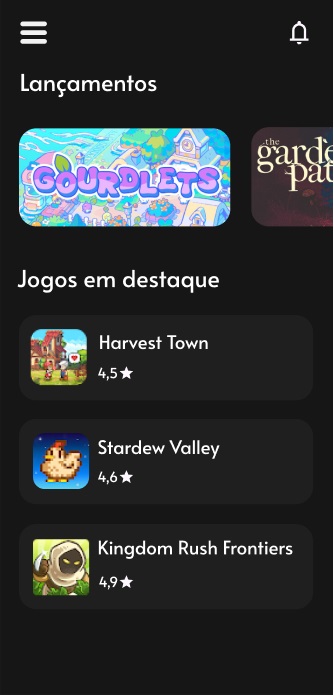 Lançamentos
GOURDLETS
the
garde
pat
Jogos em destaque
Harvest Town
4,5★
Stardew Valley
4,6★
Kingdom Rush Frontiers
4,9★